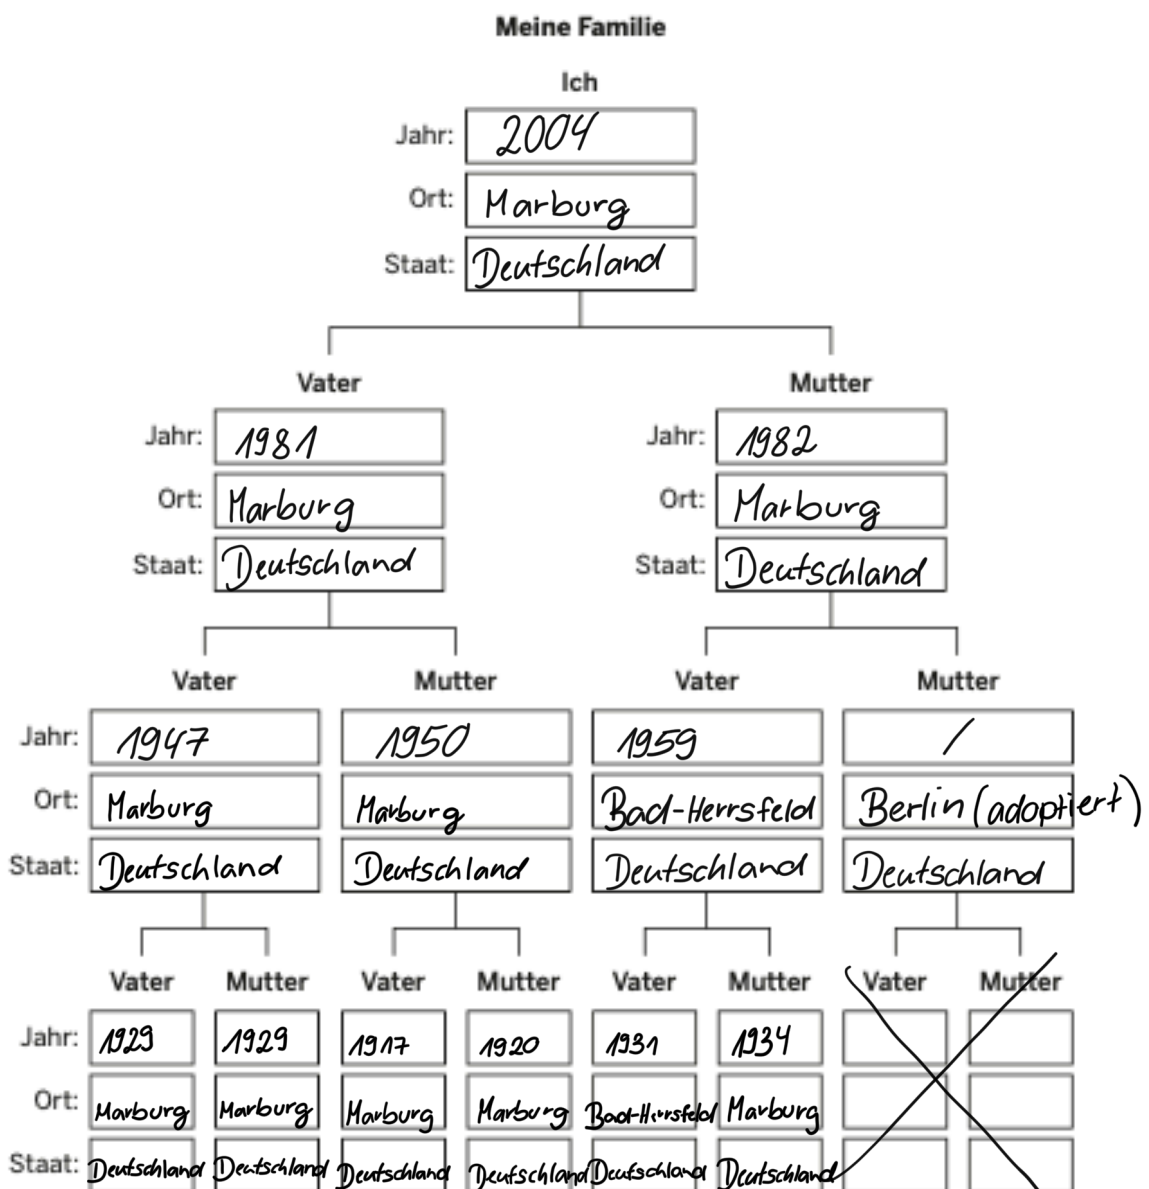 Meine Familie
Ich
Jahr: 2004
Ort: Marburg
Staat: Deutschland
Vater Mutter
Jahr: 1981 Jahr: 1982
Ort: Marburg Ort: Marburg
Staat: Deutschland Staat: Deutschland
Vater Mutter Vater Mutter
Jahr: 1947 1950 1959 /
Ort: Marburg Marburg Bad-Herrsfeld Berlin (adoptiert)
Staat: Deutschland Deutschland Deutschland Deutschland
Vater Mutter Vater Mutter Vater Mutter Vater Mutter
Jahr: 1929 1929 1917 1920 1931 1934
Ort: Marburg Marburg Marburg Marburg Bad-Herrsfeld Marburg
Staat: Deutschland Deutschland Deutschland Deutschland Deutschland Deutschland